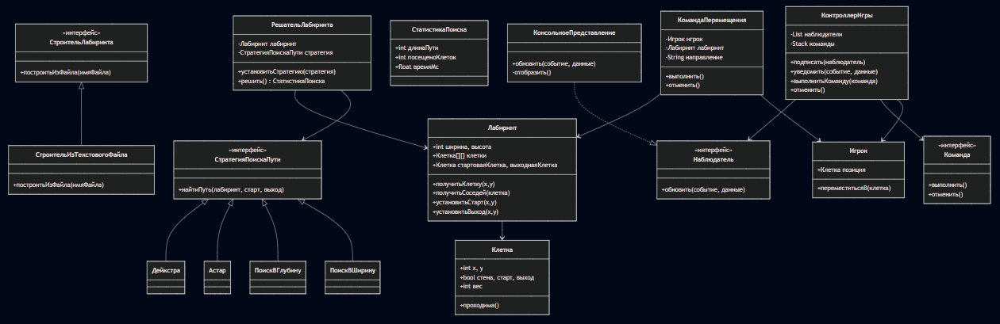 «интерфейс»
СтроительЛабиринта
+построитьИзФайла(имяФайла)
РешательЛабиринта
-Лабиринт лабиринт
-СтратегияПоискаПути стратегия
+установитьСтратегию(стратегия)
+решить() : СтатистикаПоиска
СтатистикаПоиска
+int длинаПути
+int посещеноКлеток
+float времяМс
КонсольноеПредставление
+обновить(событие, данные)
-отобразить()
КомандаПеремещения
-Игрок игрок
-Лабиринт лабиринт
-String направление
+выполнить()
+отменить()
КонтроллерИгры
-List наблюдатели
-Stack команды
+подписать(наблюдатель)
+уведомить(событие, данные)
+выполнитьКоманду(команда)
+отменить()
СтроительИзТекстовогоФайла
+построитьИзФайла(имяФайла)
«интерфейс»
СтратегияПоискаПути
+найтиПуть(лабиринт, старт, выход)
Лабиринт
+int ширина, высота
+Клетка[][] клетки
+Клетка стартоваяКлетка, выходнаяКлетка
+получитьКлетку(x,y)
+получитьСоседей(клетка)
+установитьСтарт(x,y)
+установитьВыход(x,y)
«интерфейс»
Наблюдатель
+обновить(событие, данные)
Игрок
+Клетка позиция
+переместитьсяВ(клетка)
«интерфейс»
Команда
+выполнить()
+отменить()
Дейкстра
Астар
ПоискВГлубину
ПоискВШирину
Клетка
+int x, y
+bool стена, старт, выход
+int вес
+проходима()